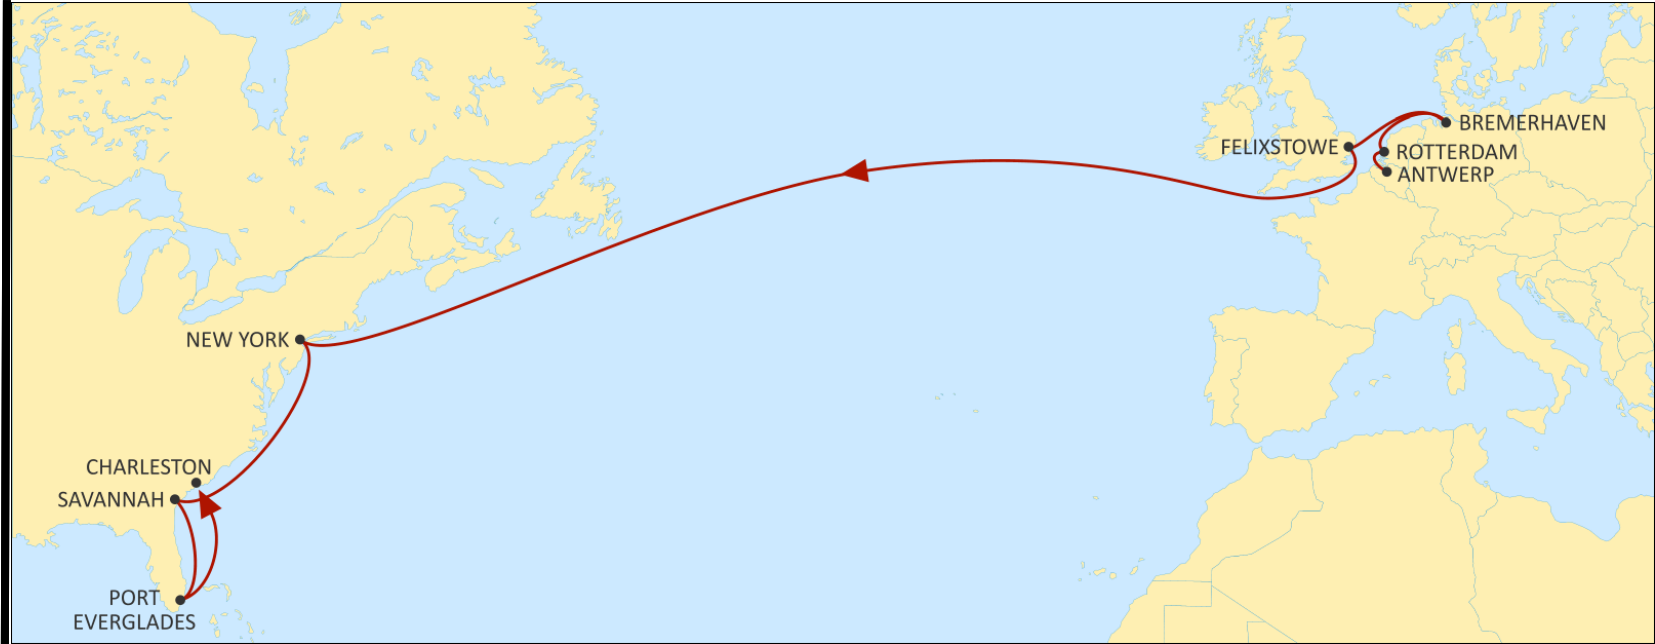 BREMERHAVEN
FELIXSTOWE
ROTTERDAM
ANTWERP
NEW YORK
CHARLESTON
SAVANNAH
PORT
EVERGLADES